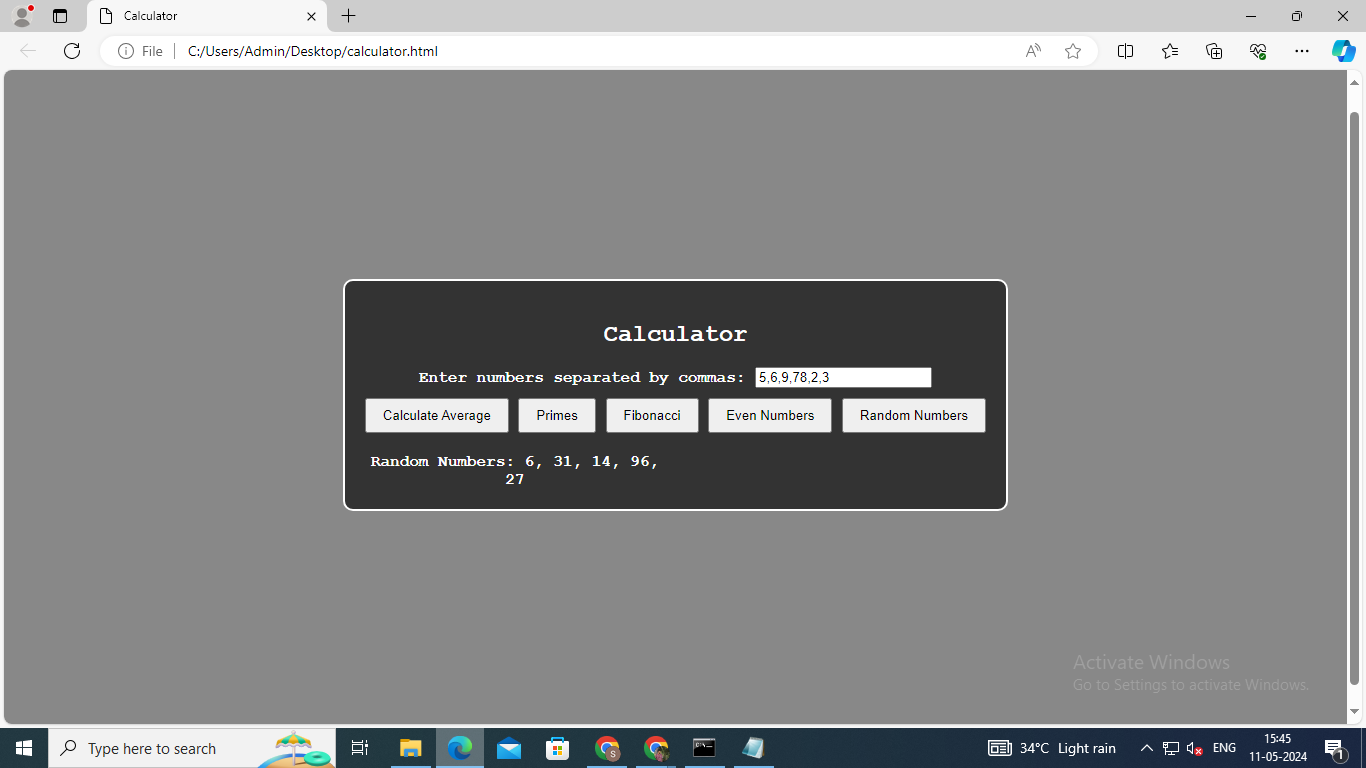 Calculator
File
C:/Users/Admin/Desktop/calculator.html
Calculator
Enter numbers separated by commas: 5,6,9,78,2,3
Calculate Average Primes Fibonacci Even Numbers Random Numbers
Random Numbers: 6, 31, 14, 96,
27
Activate Windows
Go to Settings to activate Windows.
Type here to search
34°C Light rain
ENG
15:45
11-05-2024
1